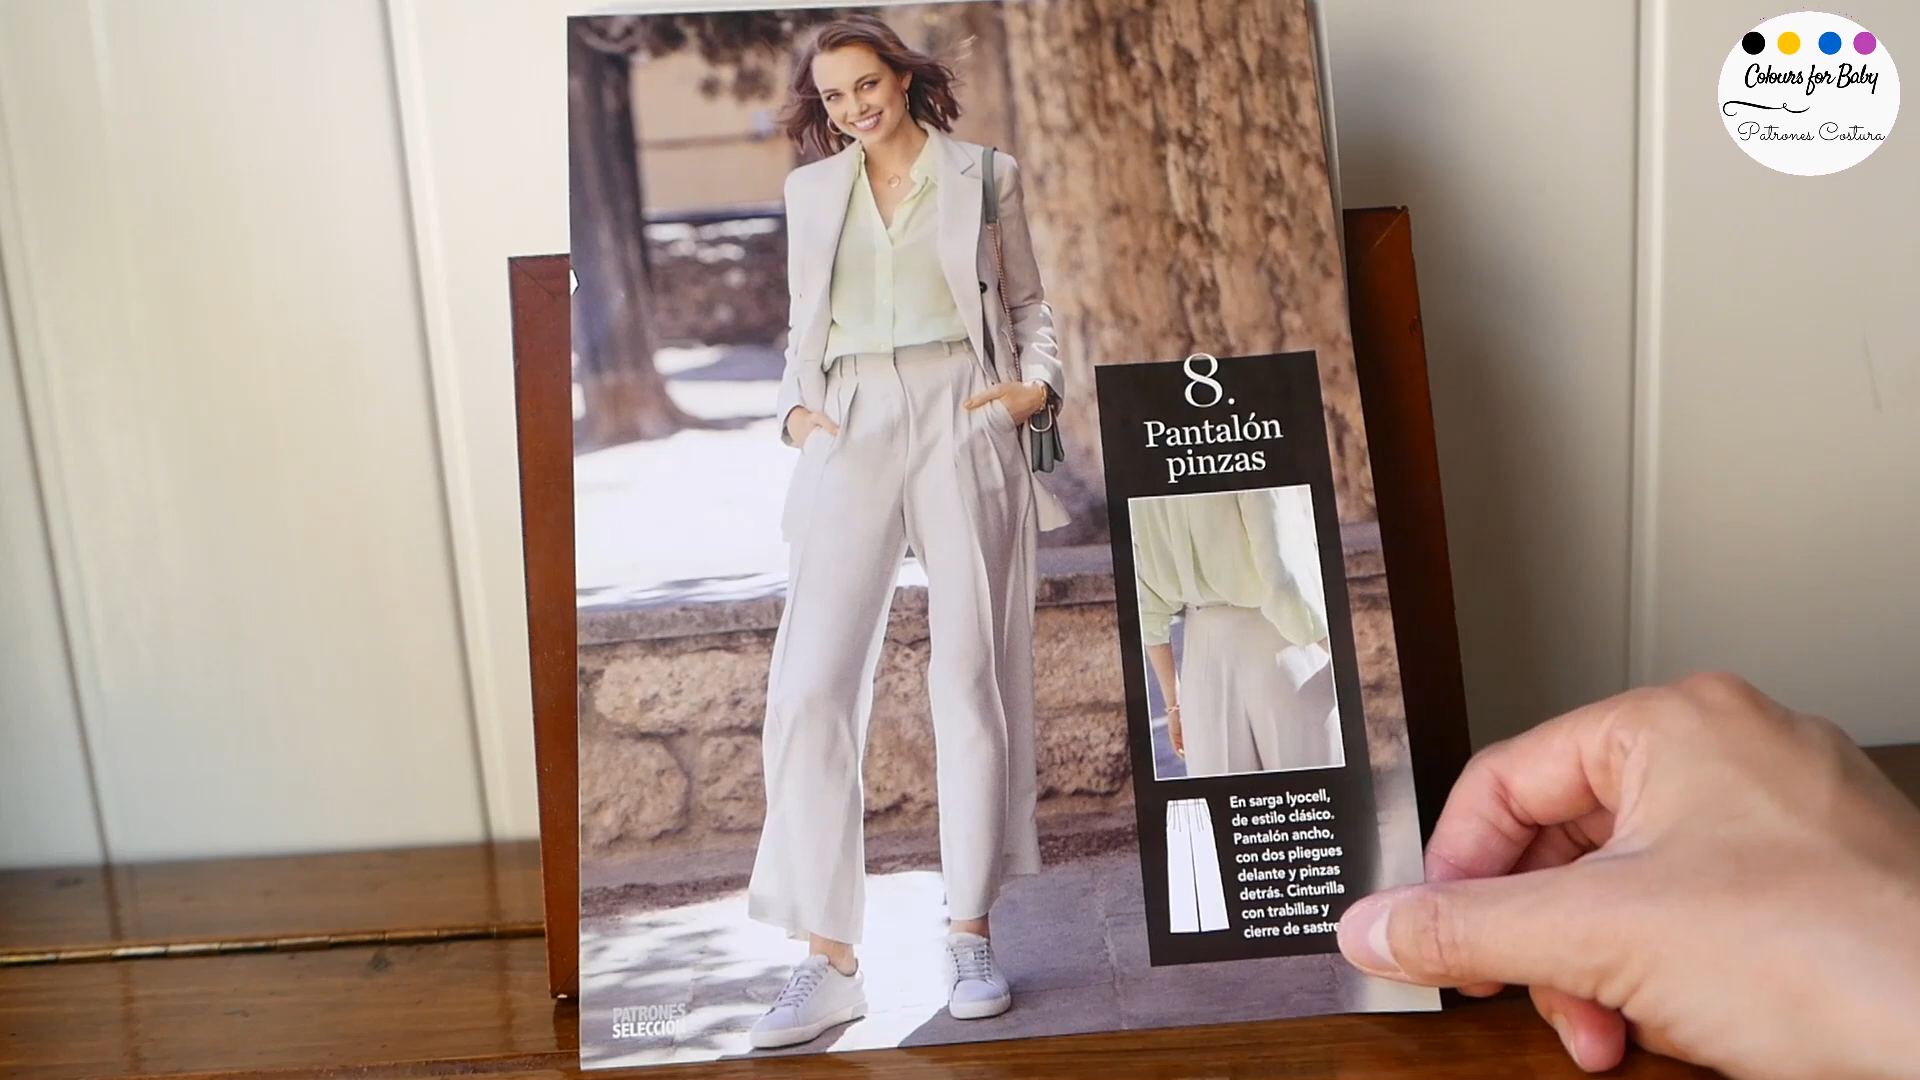 Colours for Baby
Patrones Costura
8.
Pantalón
pinzas
En sarga lyocell,
de estilo clásico.
Pantalón ancho,
con dos pliegues
delante y pinzas
detrás. Cinturilla
con trabillas y
cierre de sastre
PATRONES
SELECCIÓN